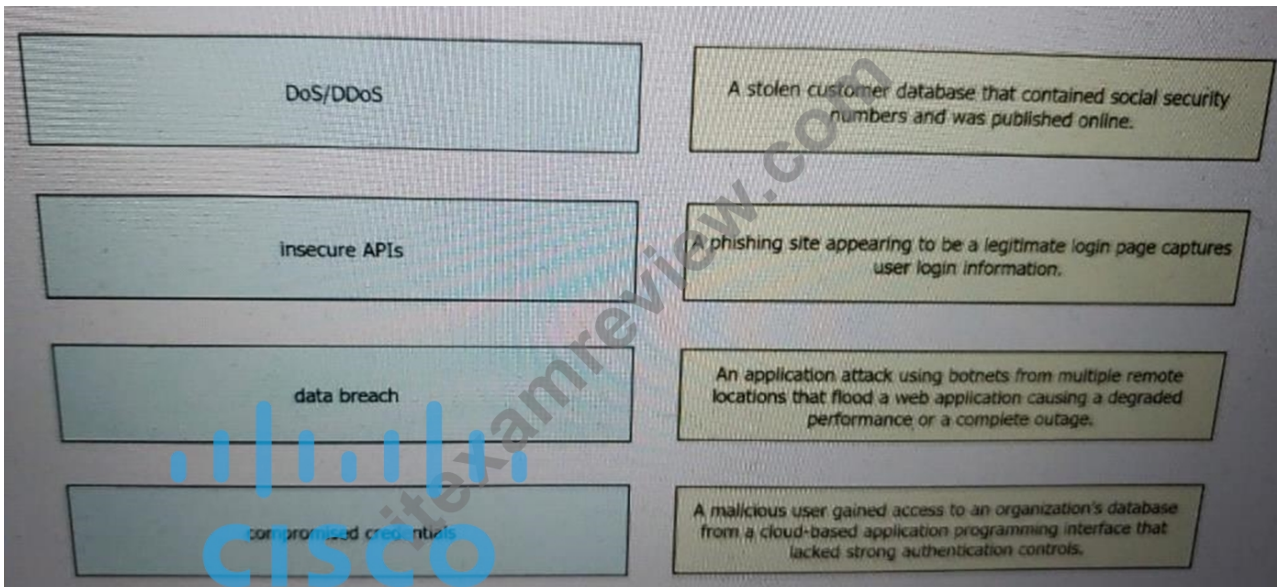 DoS/DDoS
A stolen customer database that contained social security
numbers and was published online.
insecure APIs
A phishing site appearing to be a legitimate login page captures
user login information.
data breach
An application attack using botnets from multiple remote
locations that flood a web application causing a degraded
performance or a complete outage.
compromised credentials
A malicious user gained access to an organization's database
from a cloud-based application programming interface that
lacked strong authentication controls.
CISCO
itexamreview.com